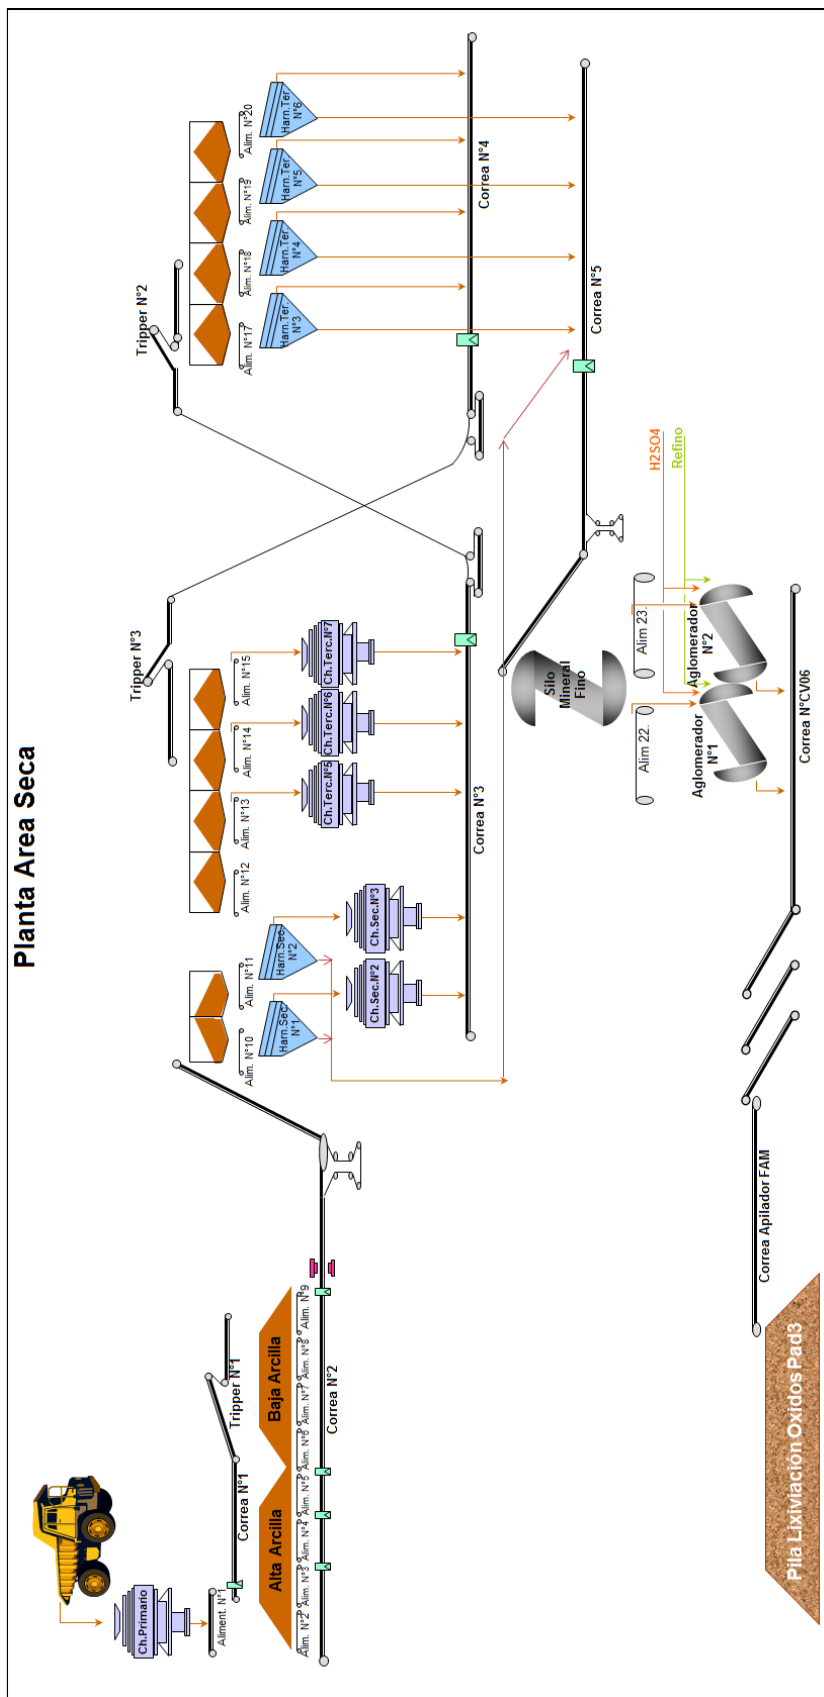 Planta Area Seca
Ch.Primario
Aliment. N°1
Correa N°1
Tripper N°1
Alta Arcilla
Baja Arcilla
Alim. N°2
Alim. N°3
Alim. N°4
Alim. N°5
Alim. N°6
Alim. N°7
Alim. N°8
Alim. N°9
Correa N°2
Alim. N°10
Alim. N°11
Harn.Sec.
N°1
Harn.Sec.
N°2
Ch.Sec.N°2
Ch.Sec.N°3
Alim. N°12
Alim. N°13
Alim. N°14
Alim. N°15
Ch.Terc.N°5
Ch.Terc.N°6
Ch.Terc.N°7
Correa N°3
Tripper N°3
Tripper N°2
Alim. N°17
Alim. N°18
Alim. N°19
Alim. N°20
Harn.Ter.
N°3
Harn.Ter.
N°4
Harn.Ter.
N°5
Harn.Ter.
N°6
Correa N°4
Correa N°5
Silo
Mineral
Fino
H2SO4
Refino
Alim 22.
Alim 23.
Aglomerador
N°1
Aglomerador
N°2
Correa N°CV06
Correa Apilador FAM
Pila Lixiviación Oxidos Pad3